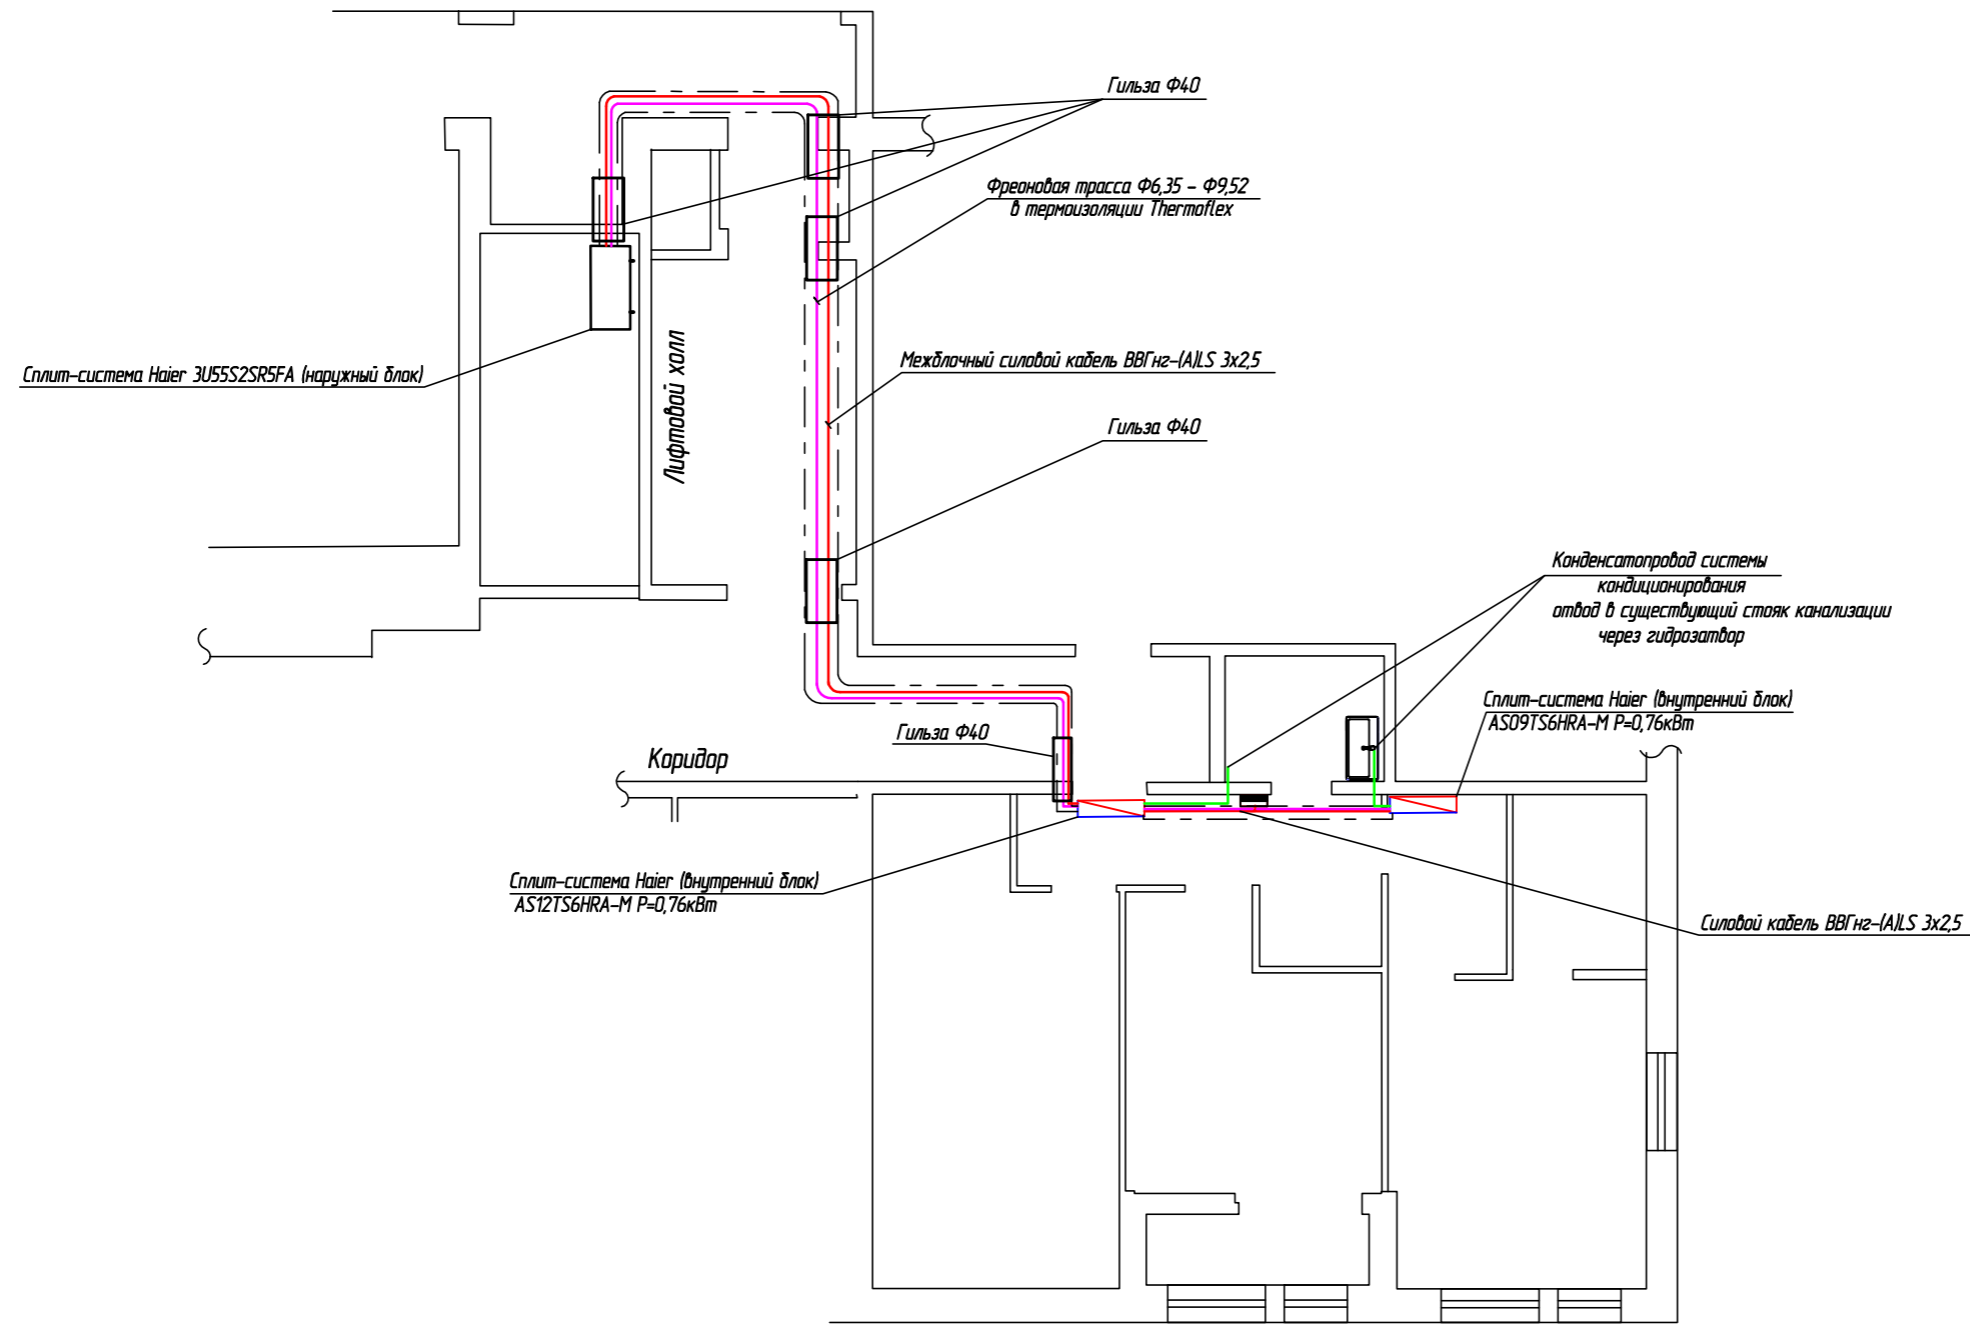 Гильза Ф40
Фреоновая трасса Ф6,35 - Ф9,52
в термоизоляции Thermoflex
Сплит-система Haier 3U55S2SR5FA (наружный блок)
Лифтовой холл
Межблочный силовой кабель ВВГнг-(А)LS 3x2,5
Гильза Ф40
Конденсатопровод системы
кондиционирования
отвод в существующий стояк канализации
через гидрозатвор
Сплит-система Haier (внутренний блок)
AS09TS6HRA-M P=0,76кВт
Гильза Ф40
Коридор
Сплит-система Haier (внутренний блок)
AS12TS6HRA-M P=0,76кВт
Силовой кабель ВВГнг-(А)LS 3x2,5